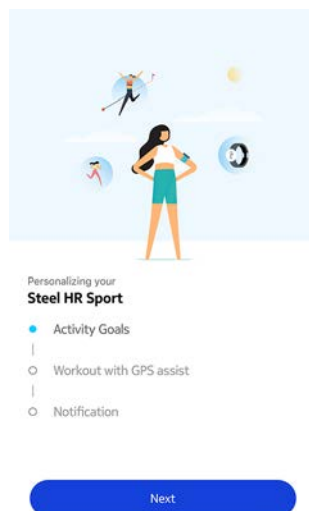 Personalizing your
Steel HR Sport
Activity Goals
Workout with GPS assist
Notification
Next